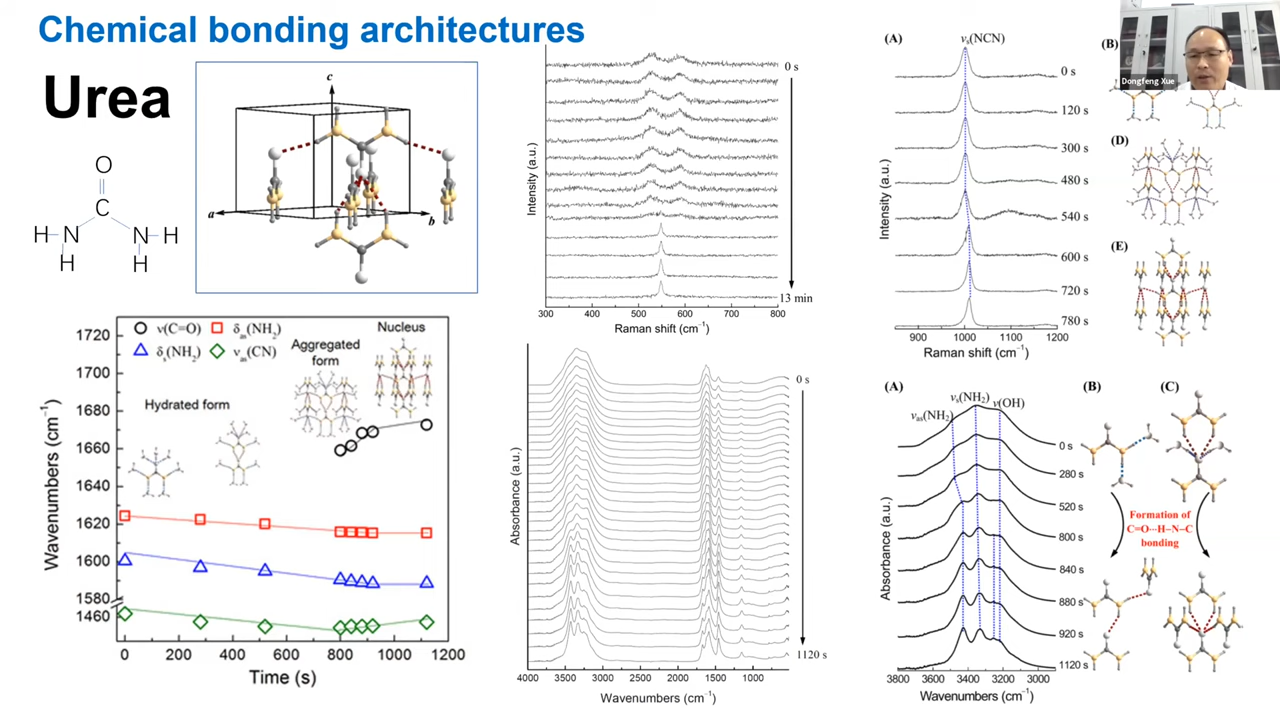 Chemical bonding architectures
Urea
O
C
H N N H
H H
c
a
b
1720
1700
1680
1660
1640
1620
1600
1580
1460
Wavenumbers (cm⁻¹)
ν(C=O) δas(NH₂)
δs(NH₂) νas(CN)
Hydrated form
Aggregated
form
Nucleus
0 200 400 600 800 1000 1200
Time (s)
Intensity (a.u.)
0 s
13 min
300 400 500 600 700 800
Raman shift (cm⁻¹)
Absorbance (a.u.)
0 s
1120 s
4000 3500 3000 2500 2000 1500 1000
Wavenumbers (cm⁻¹)
(A)
νs(NCN)
Intensity (a.u.)
0 s
120 s
300 s
480 s
540 s
600 s
720 s
780 s
900 1000 1100 1200
Raman shift (cm⁻¹)
(B)
Dongfeng Xue
(D)
(E)
(A)
νas(NH₂) νs(NH₂) ν(OH)
Absorbance (a.u.)
0 s
280 s
520 s
800 s
840 s
880 s
920 s
1120 s
3800 3600 3400 3200 3000
Wavenumbers (cm⁻¹)
(B) (C)
Formation of
C=O···H–N–C
bonding